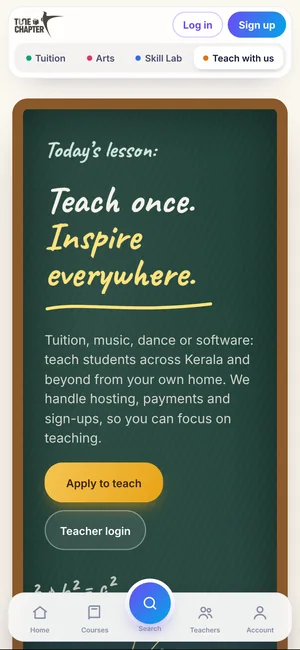 TUNE
CHAPTER
Log in
Sign up
Tuition
Arts
Skill Lab
Teach with us
Today's lesson:
Teach once.
Inspire
everywhere.
Tuition, music, dance or software:
teach students across Kerala and
beyond from your own home. We
handle hosting, payments and
sign-ups, so you can focus on
teaching.
Apply to teach
Teacher login
Home
Courses
Search
Teachers
Account